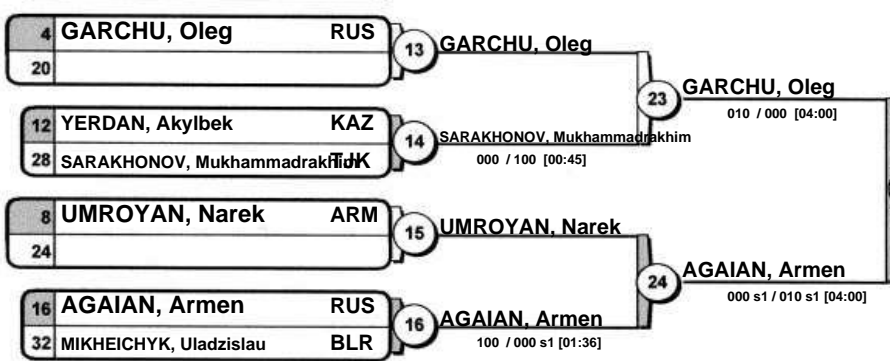 4 GARCHU, Oleg RUS
20
13
GARCHU, Oleg
12 YERDAN, Akylbek KAZ
28 SARAKHONOV, Mukhammadrakhim TJK
14
SARAKHONOV, Mukhammadrakhim
000 / 100 [00:45]
23
GARCHU, Oleg
010 / 000 [04:00]
8 UMROYAN, Narek ARM
24
15
UMROYAN, Narek
16 AGAIAN, Armen RUS
32 MIKHEICHYK, Uladzislau BLR
16
AGAIAN, Armen
100 / 000 s1 [01:36]
24
AGAIAN, Armen
000 s1 / 010 s1 [04:00]